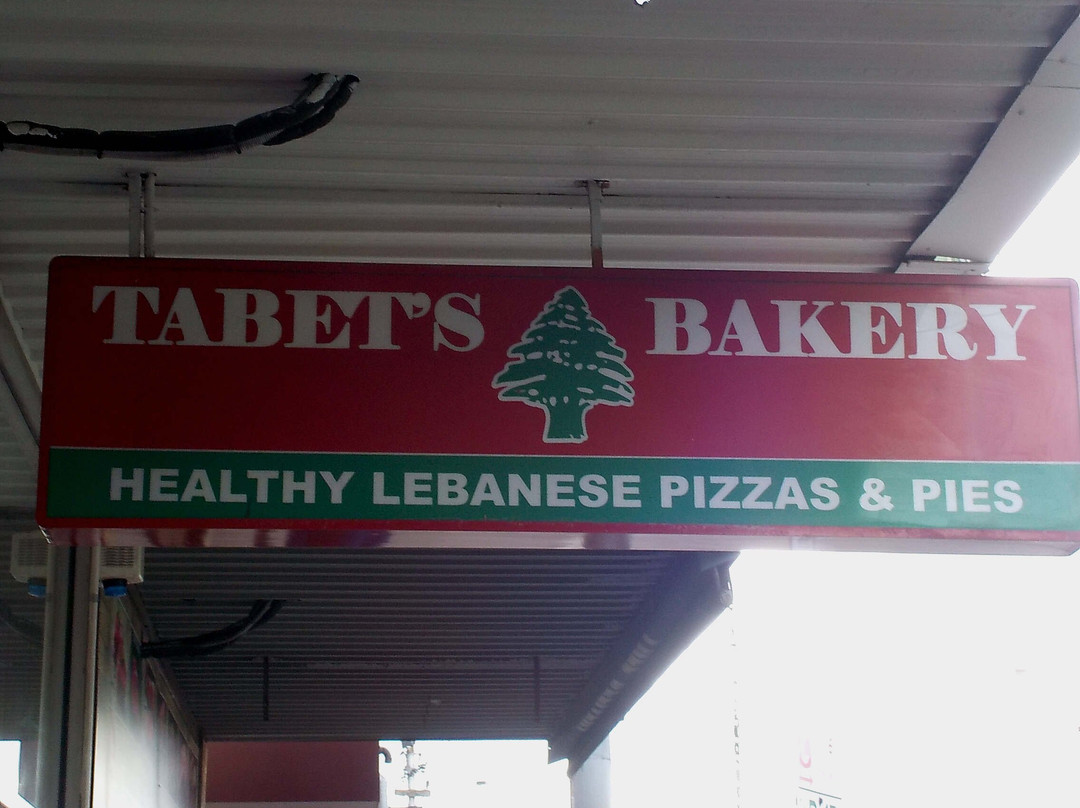 TABET'S BAKERY
HEALTHY LEBANESE PIZZAS & PIES